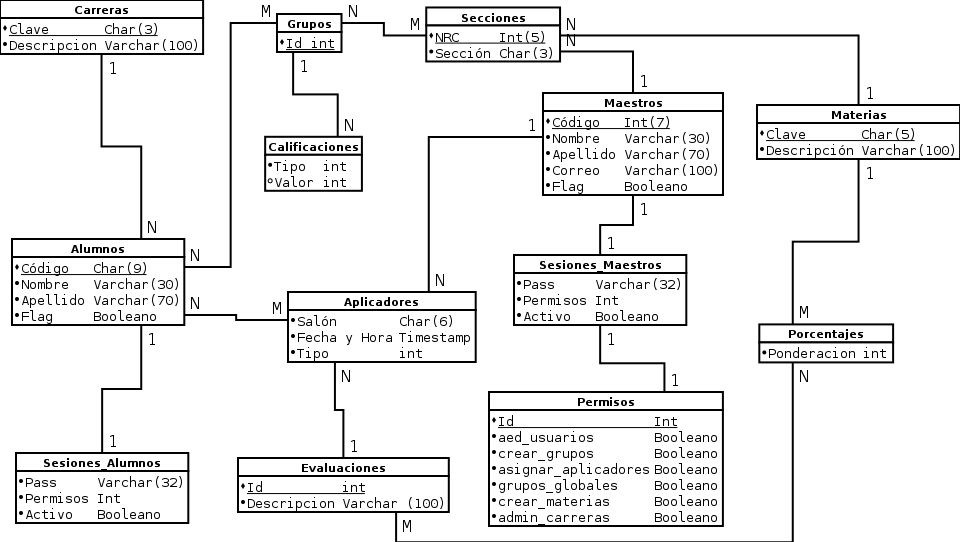 Carreras
Clave Char(3)
Descripcion Varchar(100)
1
N
M
Grupos
Id int
N
M
1
N
Calificaciones
Tipo int
Valor int
Secciones
NRC Int(5)
Sección Char(3)
N
N
1
1
Maestros
Código Int(7)
Nombre Varchar(30)
Apellido Varchar(70)
Correo Varchar(100)
Flag Booleano
1
1
Materias
Clave Char(5)
Descripción Varchar(100)
1
M
Alumnos
Código Char(9)
Nombre Varchar(30)
Apellido Varchar(70)
Flag Booleano
N
N
M
1
1
N
Aplicadores
Salón Char(6)
Fecha y Hora Timestamp
Tipo int
N
1
1
Sesiones_Maestros
Pass Varchar(32)
Permisos Int
Activo Booleano
1
1
Porcentajes
Ponderacion int
N
Permisos
Id Int
aed_usuarios Booleano
crear_grupos Booleano
asignar_aplicadores Booleano
grupos_globales Booleano
crear_materias Booleano
admin_carreras Booleano
1
Sesiones_Alumnos
Pass Varchar(32)
Permisos Int
Activo Booleano
Evaluaciones
Id int
Descripcion Varchar (100)
M